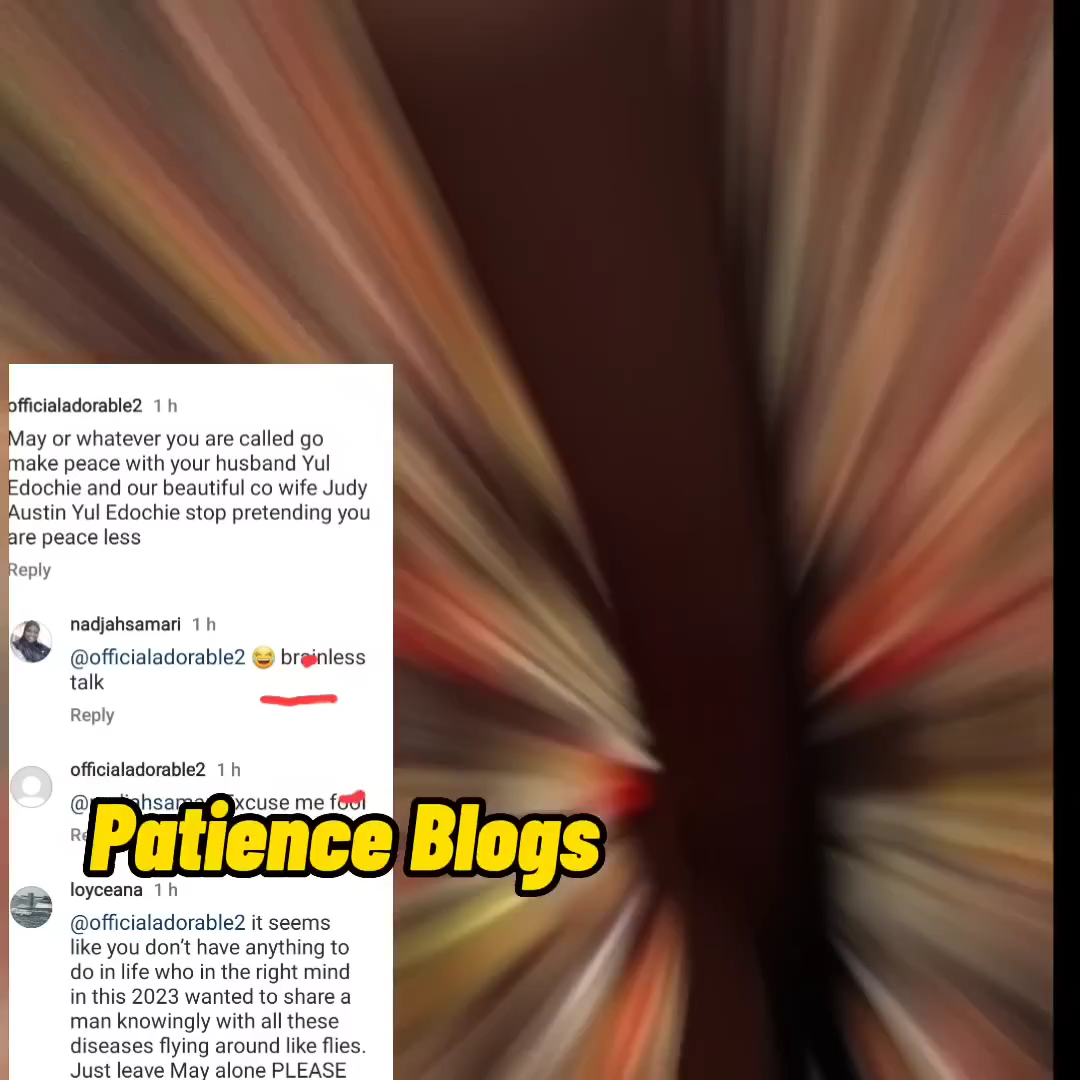 officialadorable2 1 h
May or whatever you are called go
make peace with your husband Yul
Edochie and our beautiful co wife Judy
Austin Yul Edochie stop pretending you
are peace less
Reply
nadjahsamari 1 h
@officialadorable2 😂 brainless
talk
Reply
officialadorable2 1 h
Excuse me fool
Patience Blogs
loyceana 1 h
@officialadorable2 it seems
like you don't have anything to
do in life who in the right mind
in this 2023 wanted to share a
man knowingly with all these
diseases flying around like flies.
Just leave May alone PLEASE